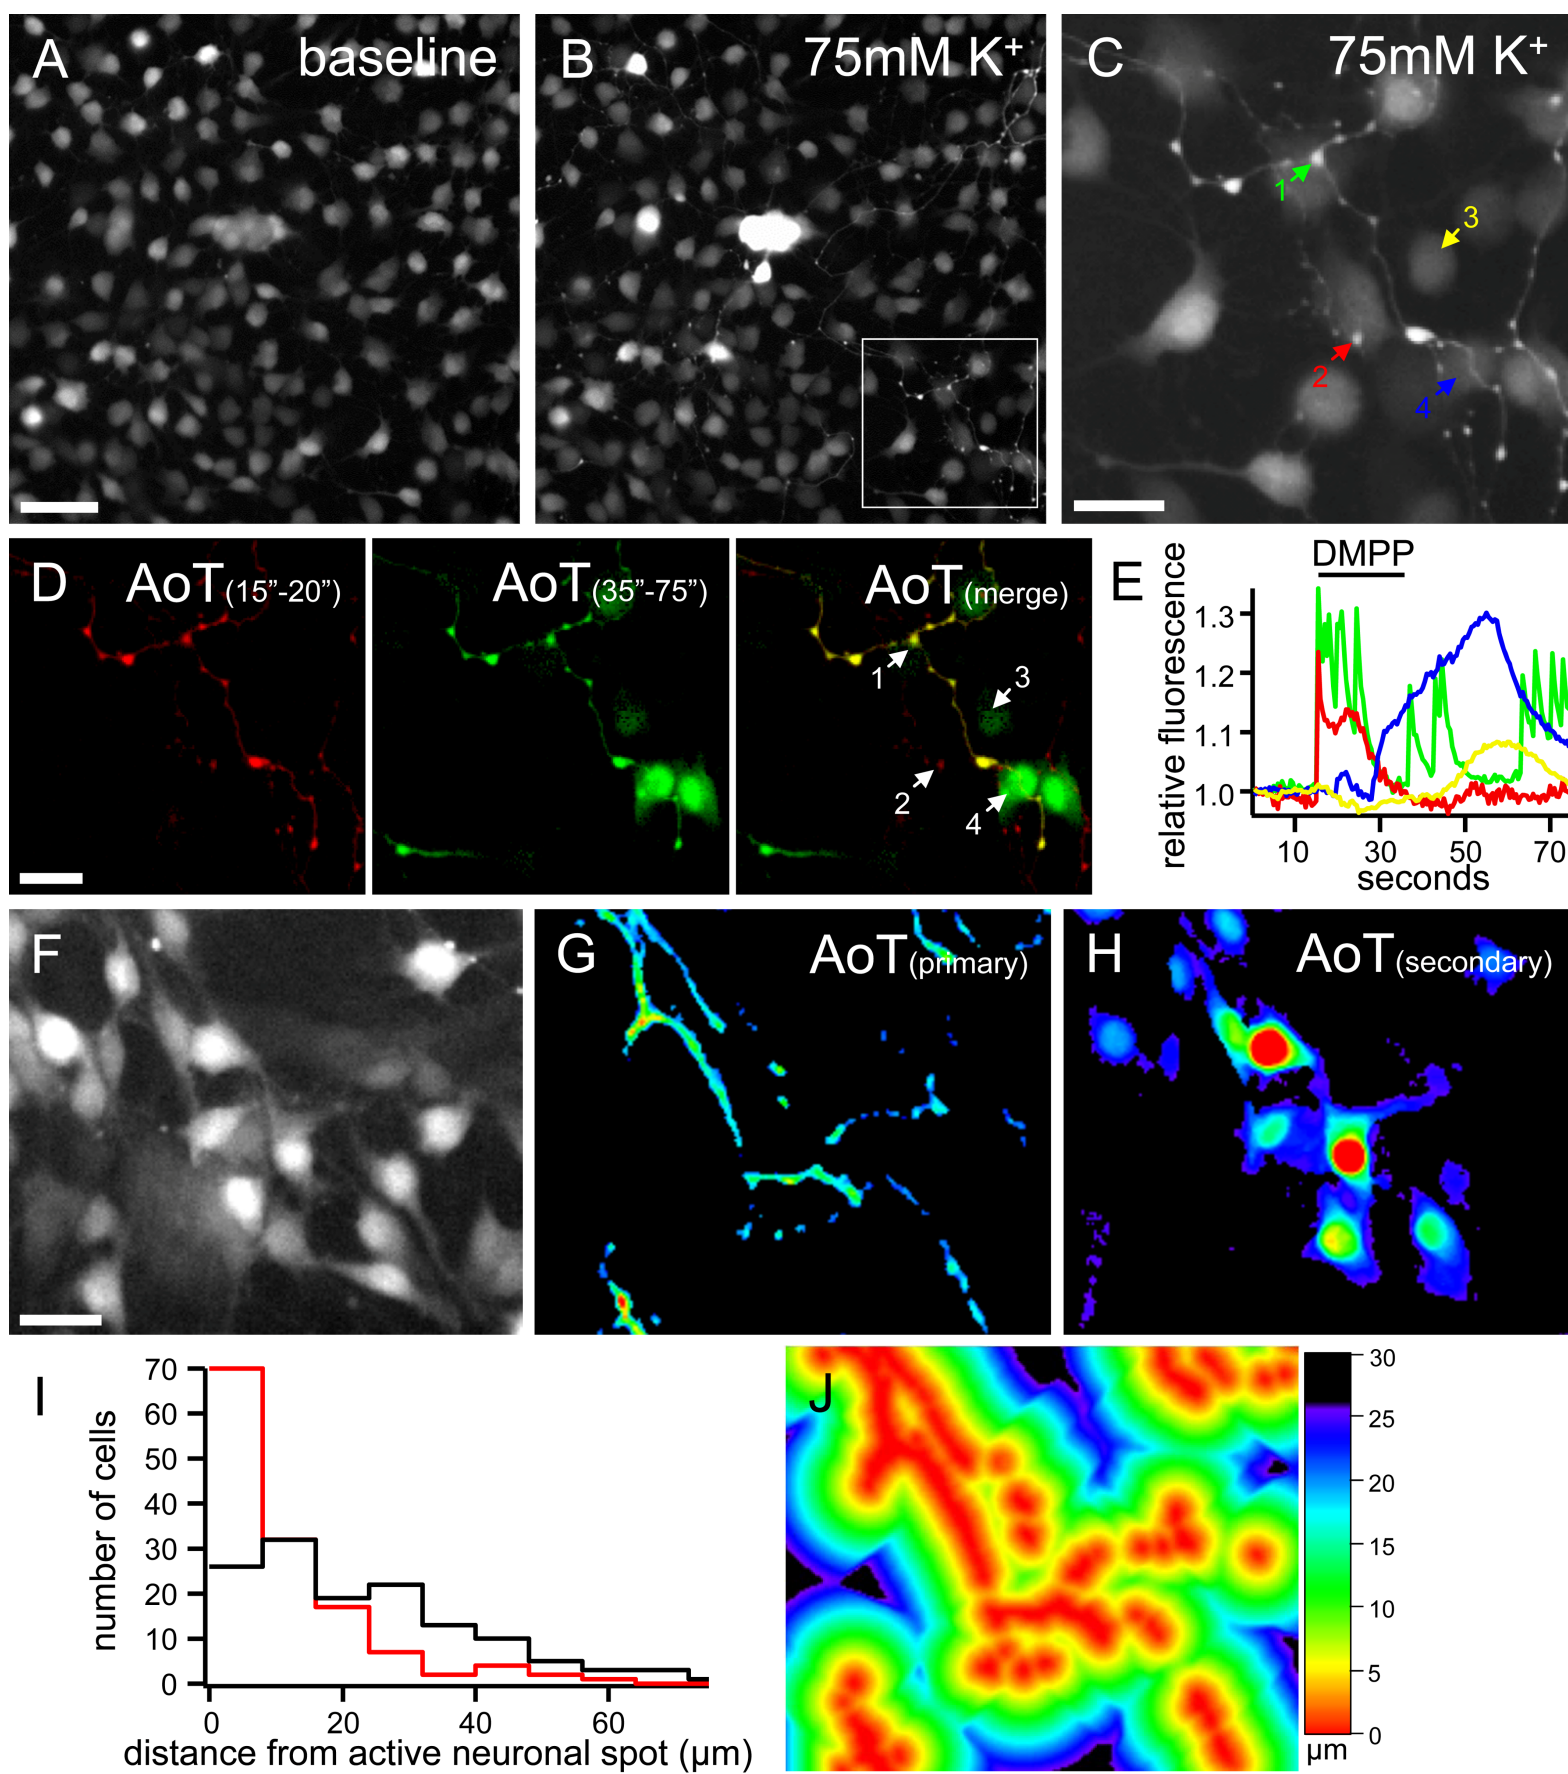 A baseline
B 75mM K+
C 75mM K+
1
2
3
4
D AoT(15”-20”)
AoT(35”-75”)
AoT(merge)
1
2
3
4
E DMPP
relative fluorescence
1.3
1.2
1.1
1.0
10 30 50 70
seconds
F
G AoT(primary)
H AoT(secondary)
I
number of cells
70
60
50
40
30
20
10
0
0 20 40 60
distance from active neuronal spot (µm)
J
30
25
20
15
10
5
0
µm